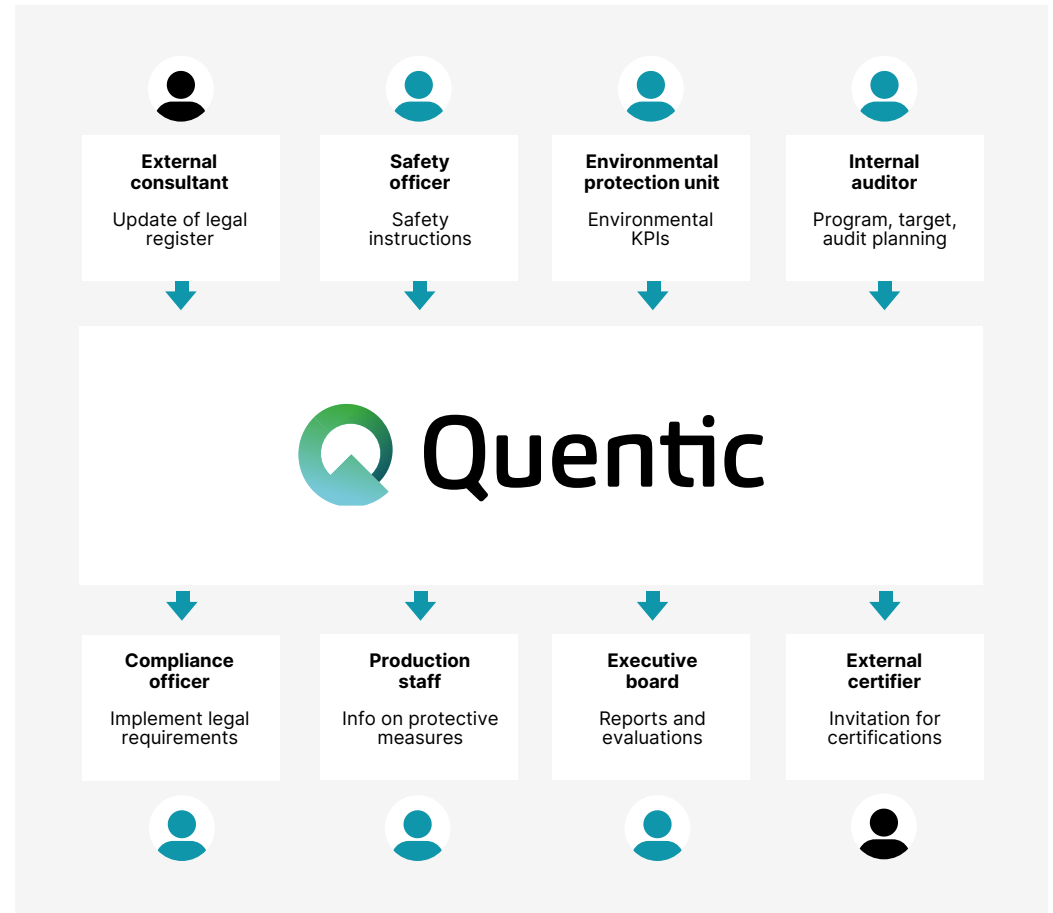 External
consultant
Update of legal
register
Safety
officer
Safety
instructions
Environmental
protection unit
Environmental
KPIs
Internal
auditor
Program, target,
audit planning
Quentic
Compliance
officer
Implement legal
requirements
Production
staff
Info on protective
measures
Executive
board
Reports and
evaluations
External
certifier
Invitation for
certifications